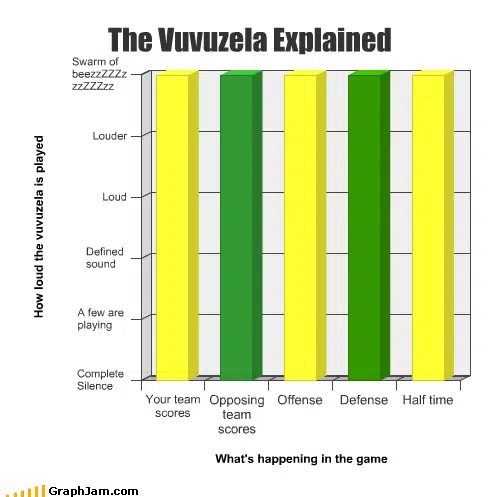 The Vuvuzela Explained
Swarm of
beezzZZZz
zzZZZzz
Louder
Loud
Defined
sound
A few are
playing
Complete
Silence
How loud the vuvuzela is played
Your team
scores
Opposing
team
scores
Offense
Defense
Half time
What's happening in the game
GraphJam.com